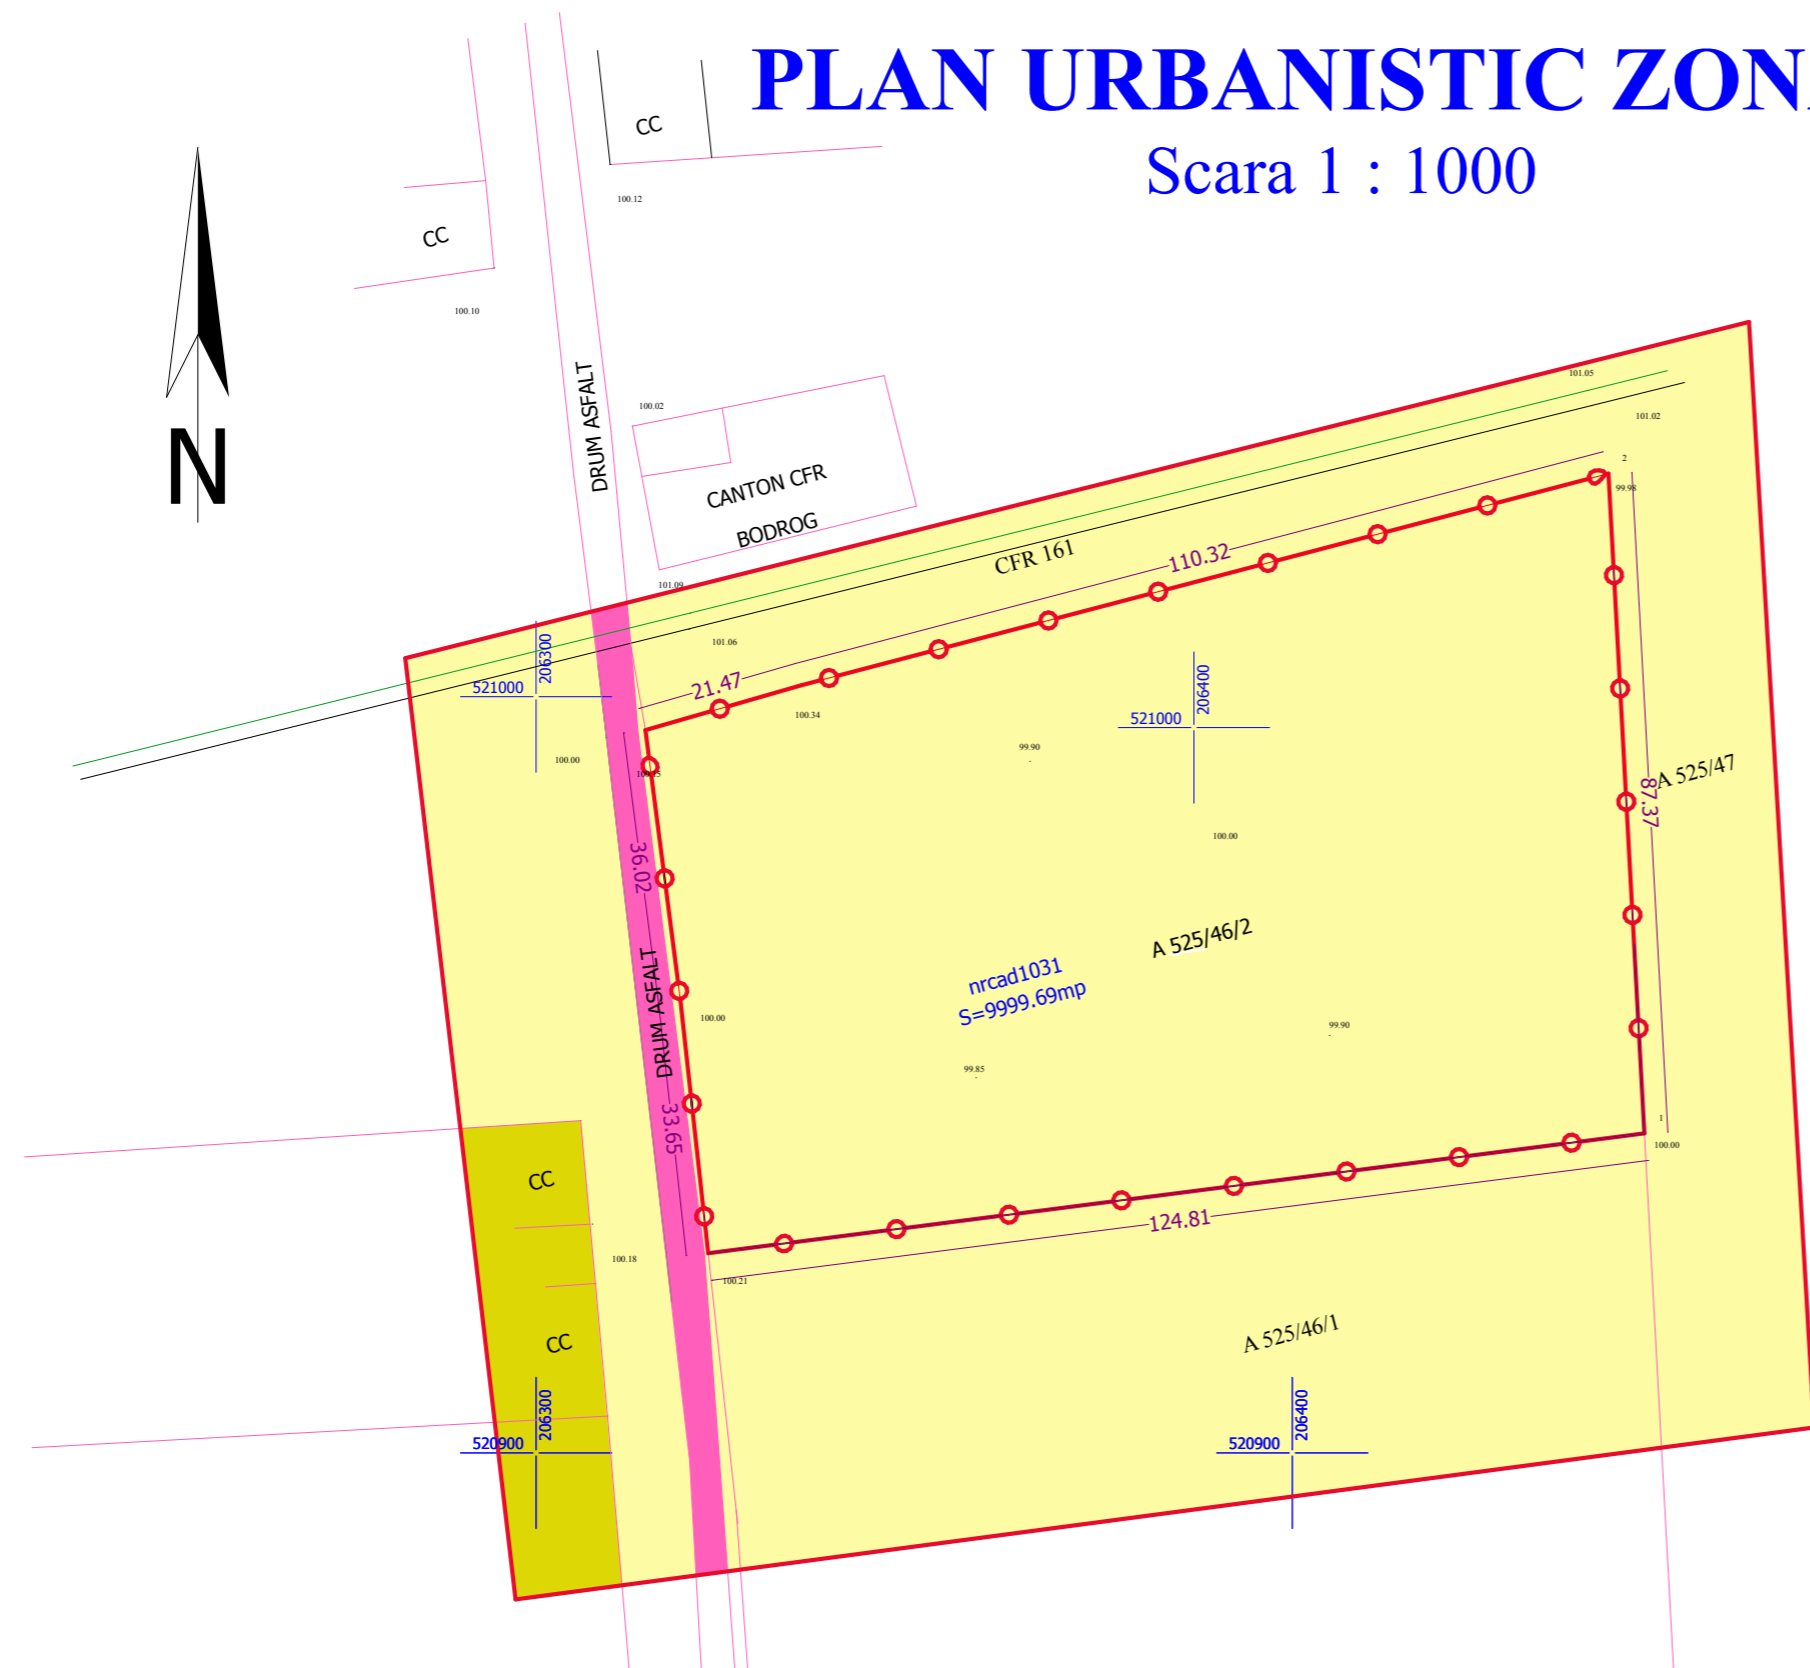 PLAN URBANISTIC ZON
Scara 1 : 1000
CC
100.12
CC
100.10
N
DRUM ASFALT
100.02
CANTON CFR
BODROG
101.05
101.02
2
99.98
CFR 161
110.32
101.09
101.06
206300
521000
21.47
100.34
206400
521000
99.90
100.00
100.15
A 525/47
87.37
100.00
36.02
A 525/46/2
nrcad1031
S=9999.69mp
DRUM ASFALT
100.00
99.90
99.85
33.65
1
100.00
CC
124.81
100.18
100.21
CC
A 525/46/1
206300
520900
206400
520900